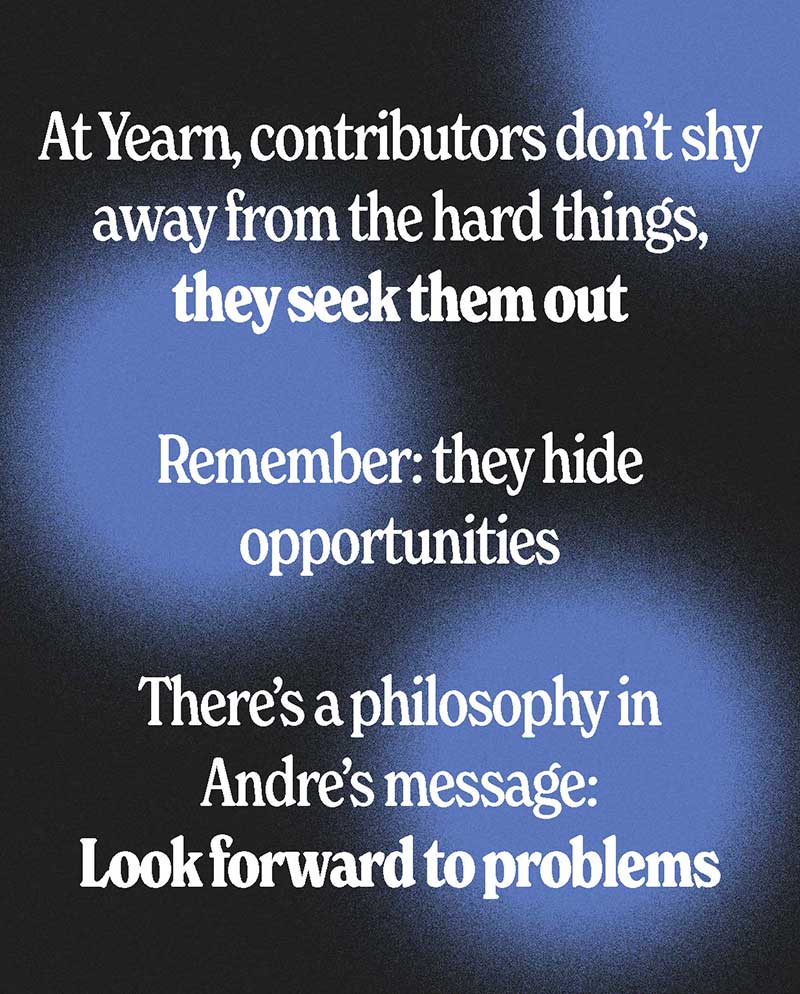 At Yearn, contributors don’t shy
away from the hard things,
they seek them out
Remember: they hide
opportunities
There’s a philosophy in
Andre’s message:
Look forward to problems